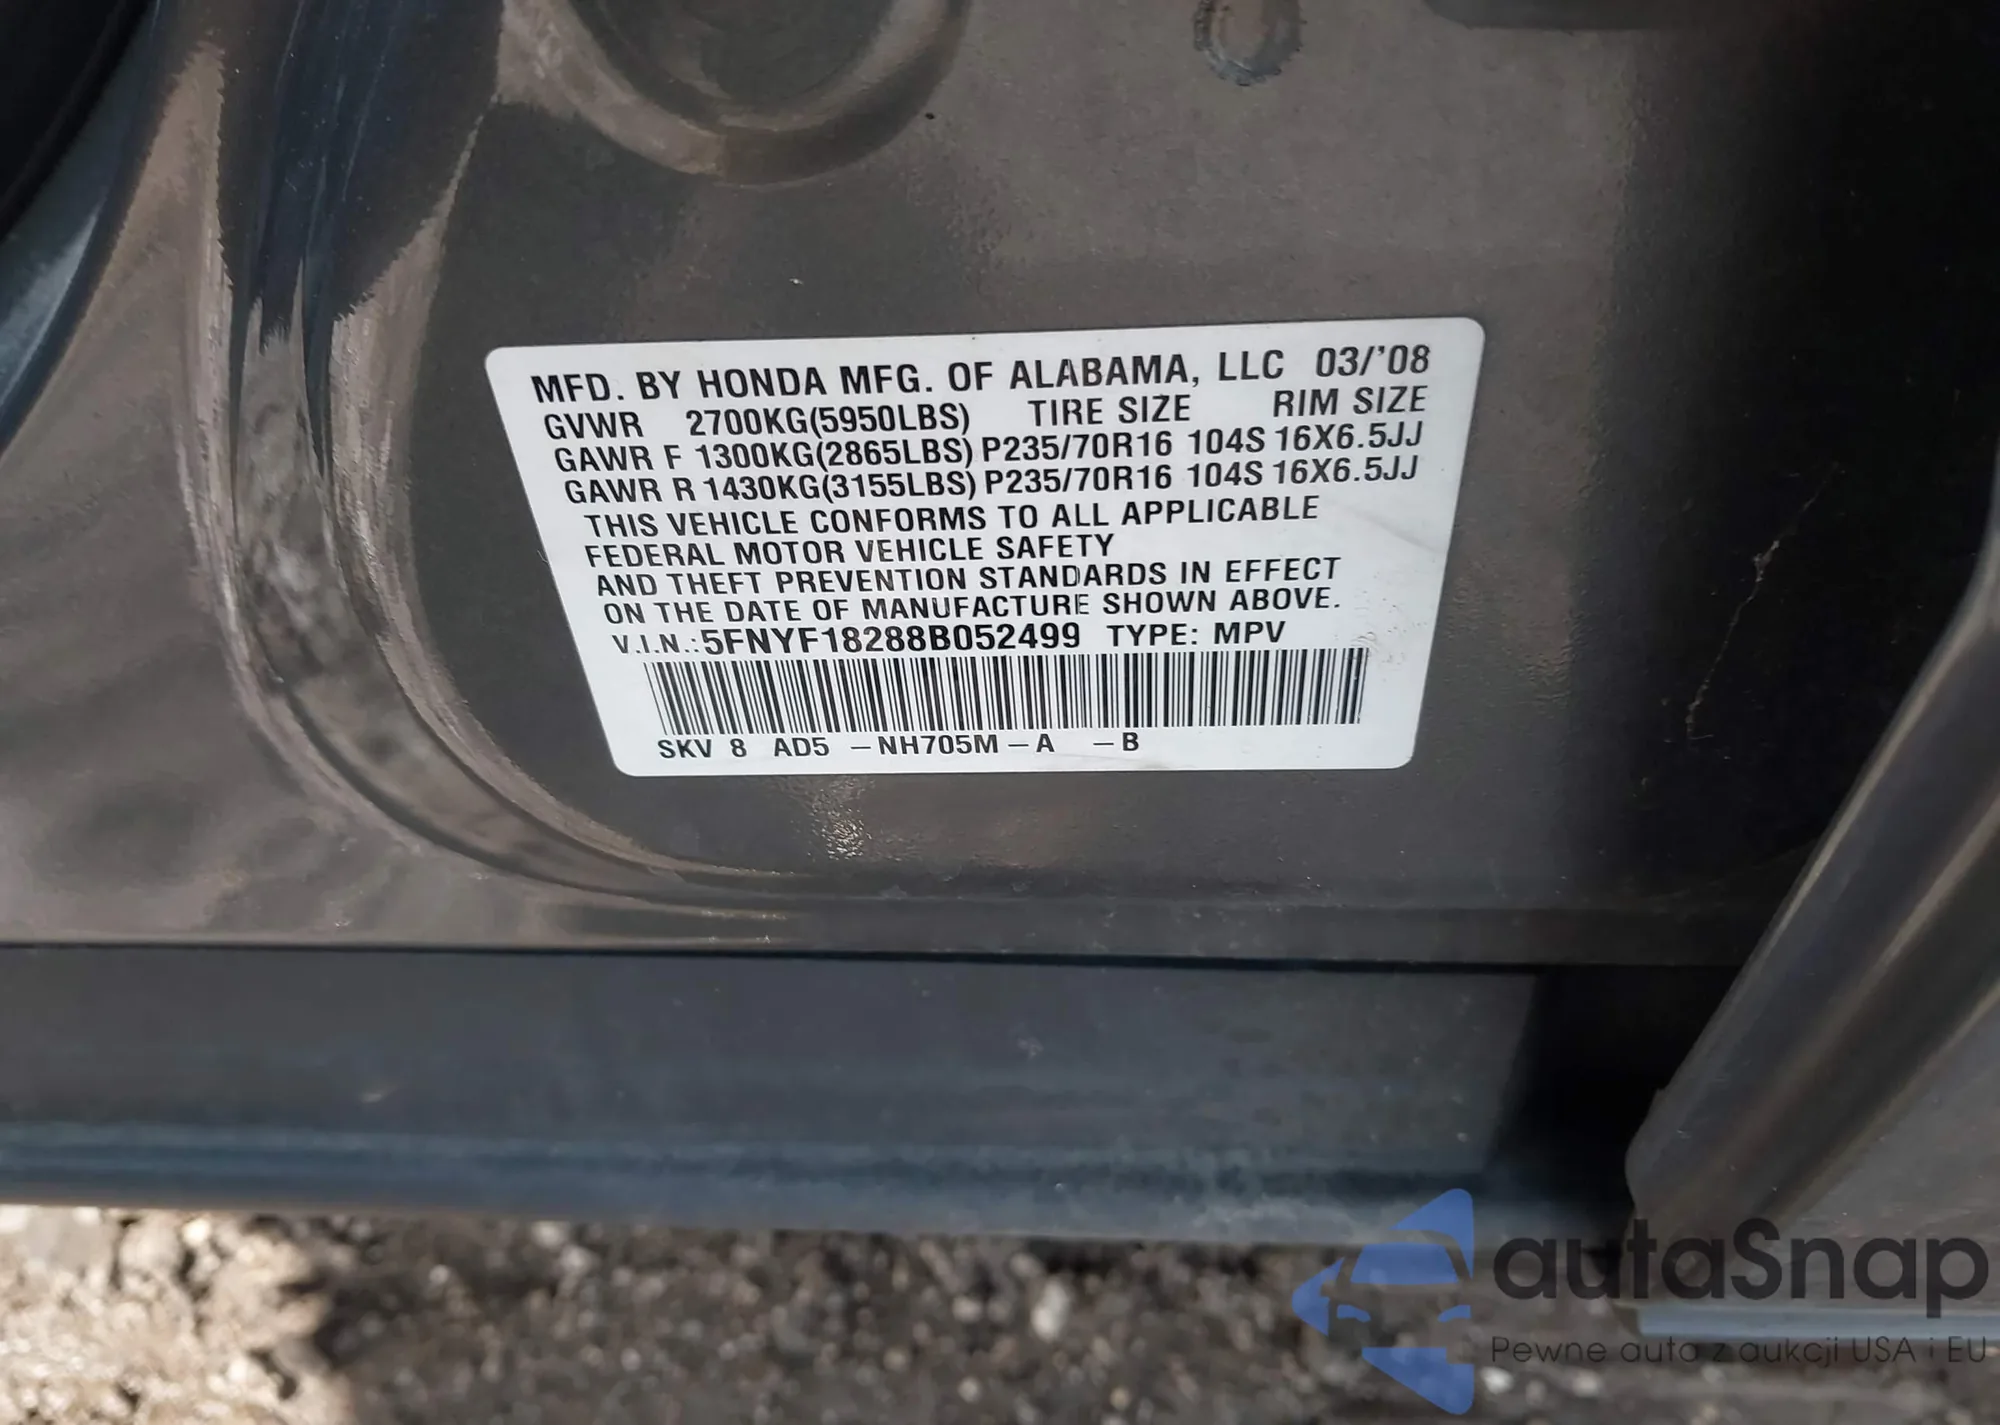 MFD. BY HONDA MFG. OF ALABAMA, LLC 03/'08
GVWR 2700KG(5950LBS) TIRE SIZE RIM SIZE
GAWR F 1300KG(2865LBS) P235/70R16 104S 16X6.5JJ
GAWR R 1430KG(3155LBS) P235/70R16 104S 16X6.5JJ
THIS VEHICLE CONFORMS TO ALL APPLICABLE
FEDERAL MOTOR VEHICLE SAFETY
AND THEFT PREVENTION STANDARDS IN EFFECT
ON THE DATE OF MANUFACTURE SHOWN ABOVE.
V.I.N.: 5FNYF18288B052499 TYPE: MPV
SKV 8 AD5 -NH705M-A -B
autaSnap
Pewne auta z aukcji USA i EU